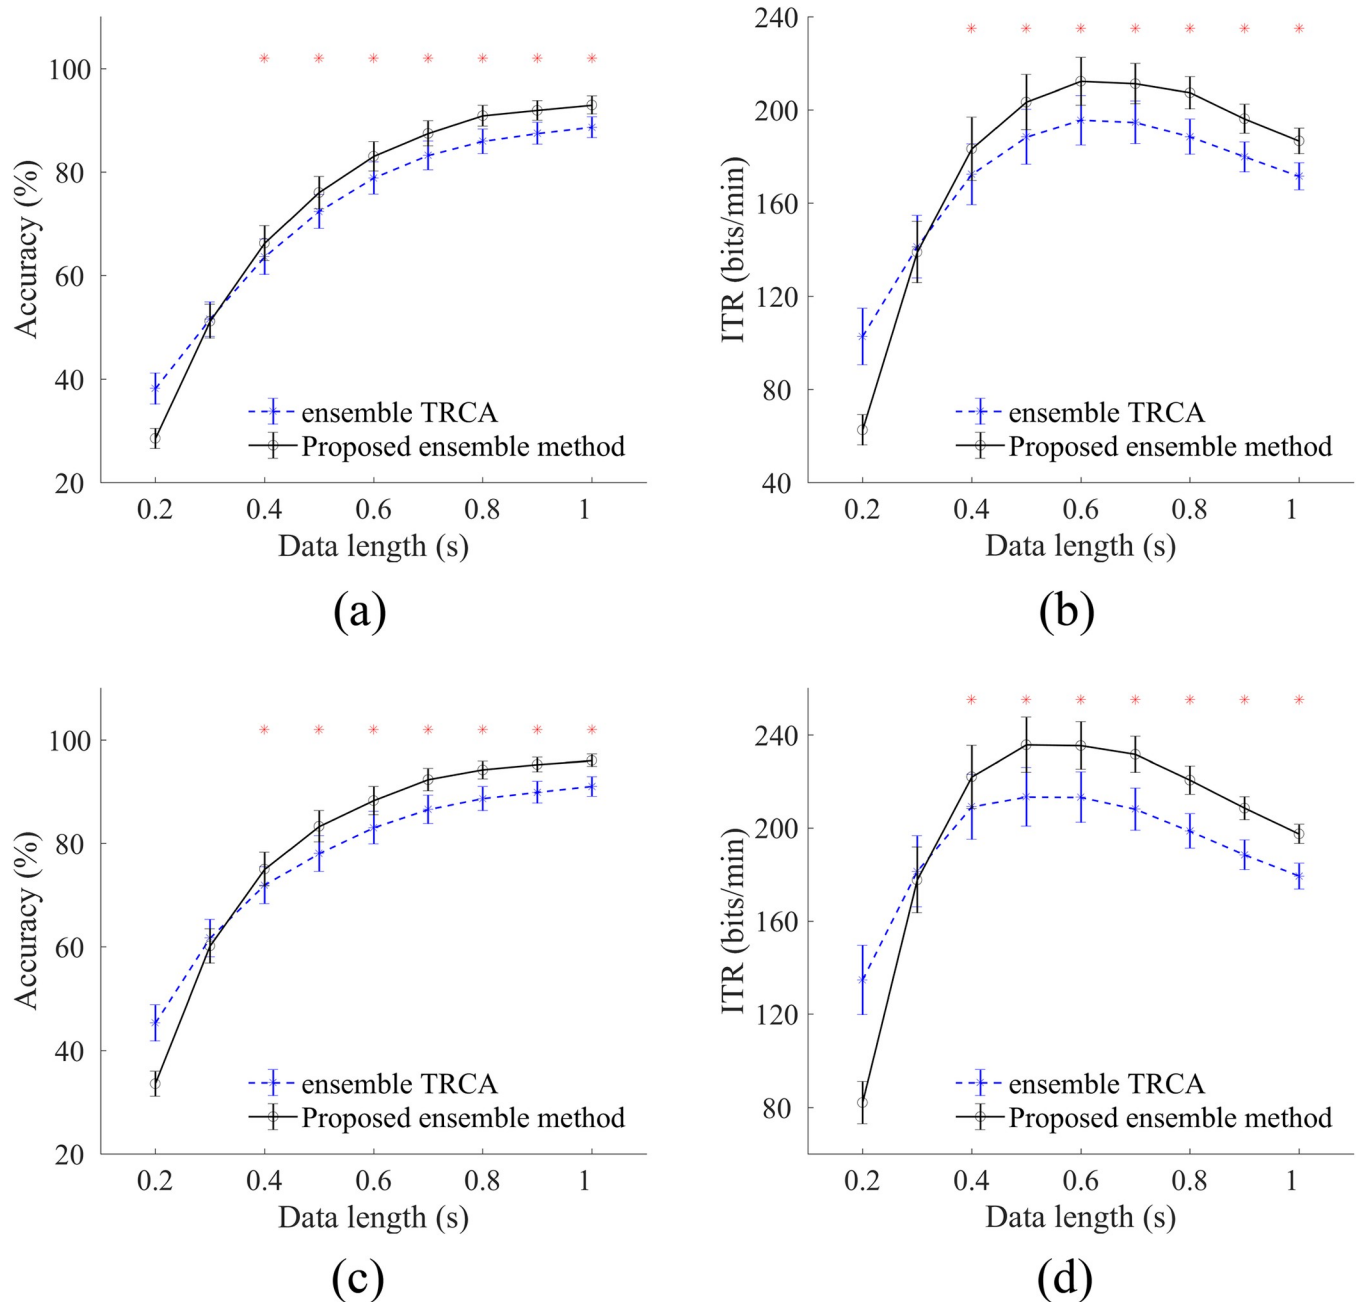 100
80
60
40
20
Accuracy (%)
* * * * * * *
ensemble TRCA
Proposed ensemble method
0.2 0.4 0.6 0.8 1
Data length (s)
(a)
240
200
160
120
80
40
ITR (bits/min)
* * * * * * *
ensemble TRCA
Proposed ensemble method
0.2 0.4 0.6 0.8 1
Data length (s)
(b)
100
80
60
40
20
Accuracy (%)
* * * * * * *
ensemble TRCA
Proposed ensemble method
0.2 0.4 0.6 0.8 1
Data length (s)
(c)
240
200
160
120
80
ITR (bits/min)
* * * * * * *
ensemble TRCA
Proposed ensemble method
0.2 0.4 0.6 0.8 1
Data length (s)
(d)